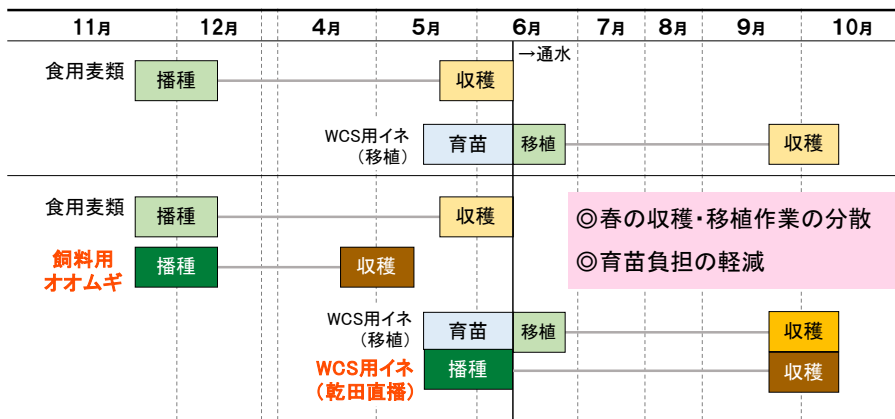 11月 12月 4月 5月 6月 7月 8月 9月 10月
→通水
食用麦類 播種 収穫
WCS用イネ
(移植) 育苗 移植 収穫
食用麦類 播種 収穫
◎春の収穫・移植作業の分散
◎育苗負担の軽減
飼料用
オオムギ 播種 収穫
WCS用イネ
(移植) 育苗 移植 収穫
WCS用イネ
(乾田直播) 播種 収穫